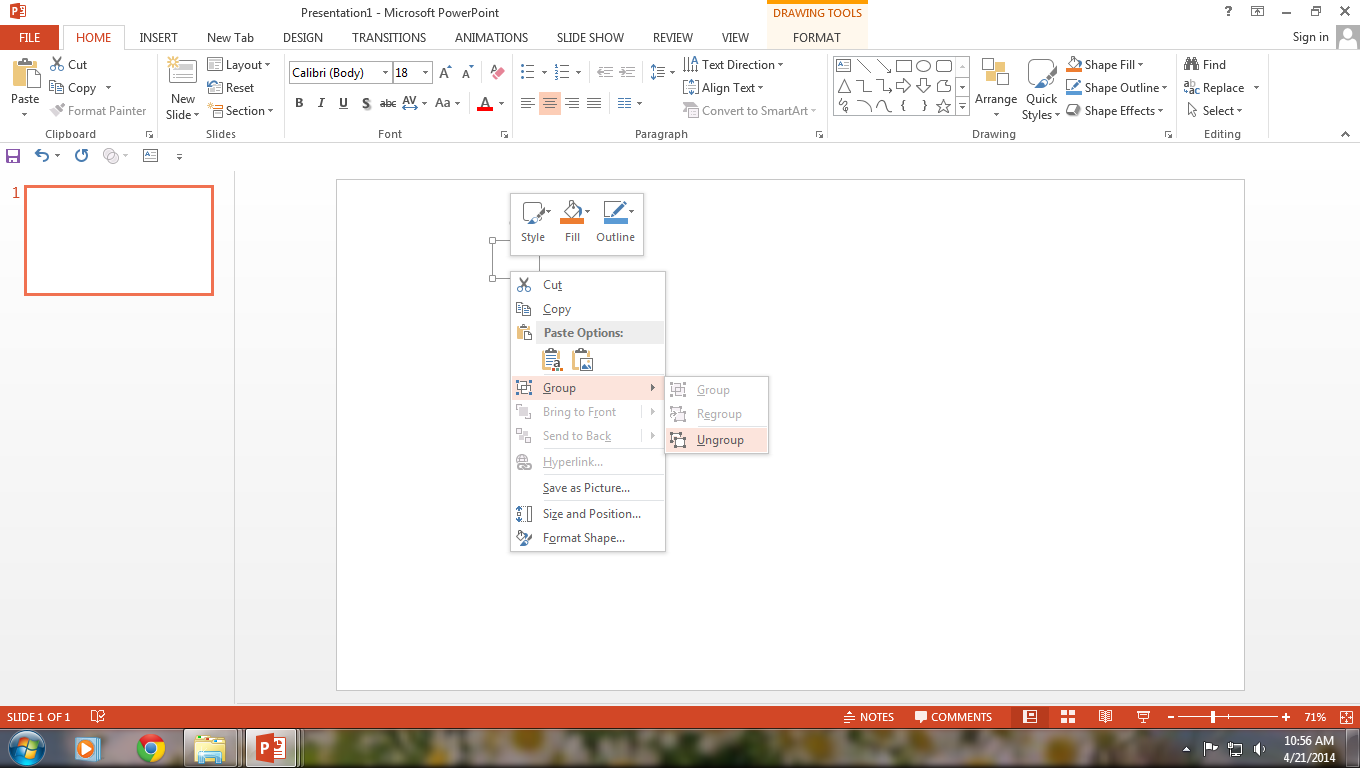 Presentation1 - Microsoft PowerPoint
DRAWING TOOLS
FILE HOME INSERT New Tab DESIGN TRANSITIONS ANIMATIONS SLIDE SHOW REVIEW VIEW FORMAT Sign in
Paste
Cut
Copy
Format Painter
Clipboard
New
Slide
Layout
Reset
Section
Slides
Calibri (Body) 18
B I U S abc AV Aa A
Font
Text Direction
Align Text
Convert to SmartArt
Paragraph
Arrange
Quick
Styles
Shape Fill
Shape Outline
Shape Effects
Drawing
Find
Replace
Select
Editing
1
Style Fill Outline
Cut
Copy
Paste Options:
Group
Bring to Front
Send to Back
Hyperlink...
Save as Picture...
Size and Position...
Format Shape...
Group
Regroup
Ungroup
SLIDE 1 OF 1 NOTES COMMENTS 71%
10:56 AM
4/21/2014